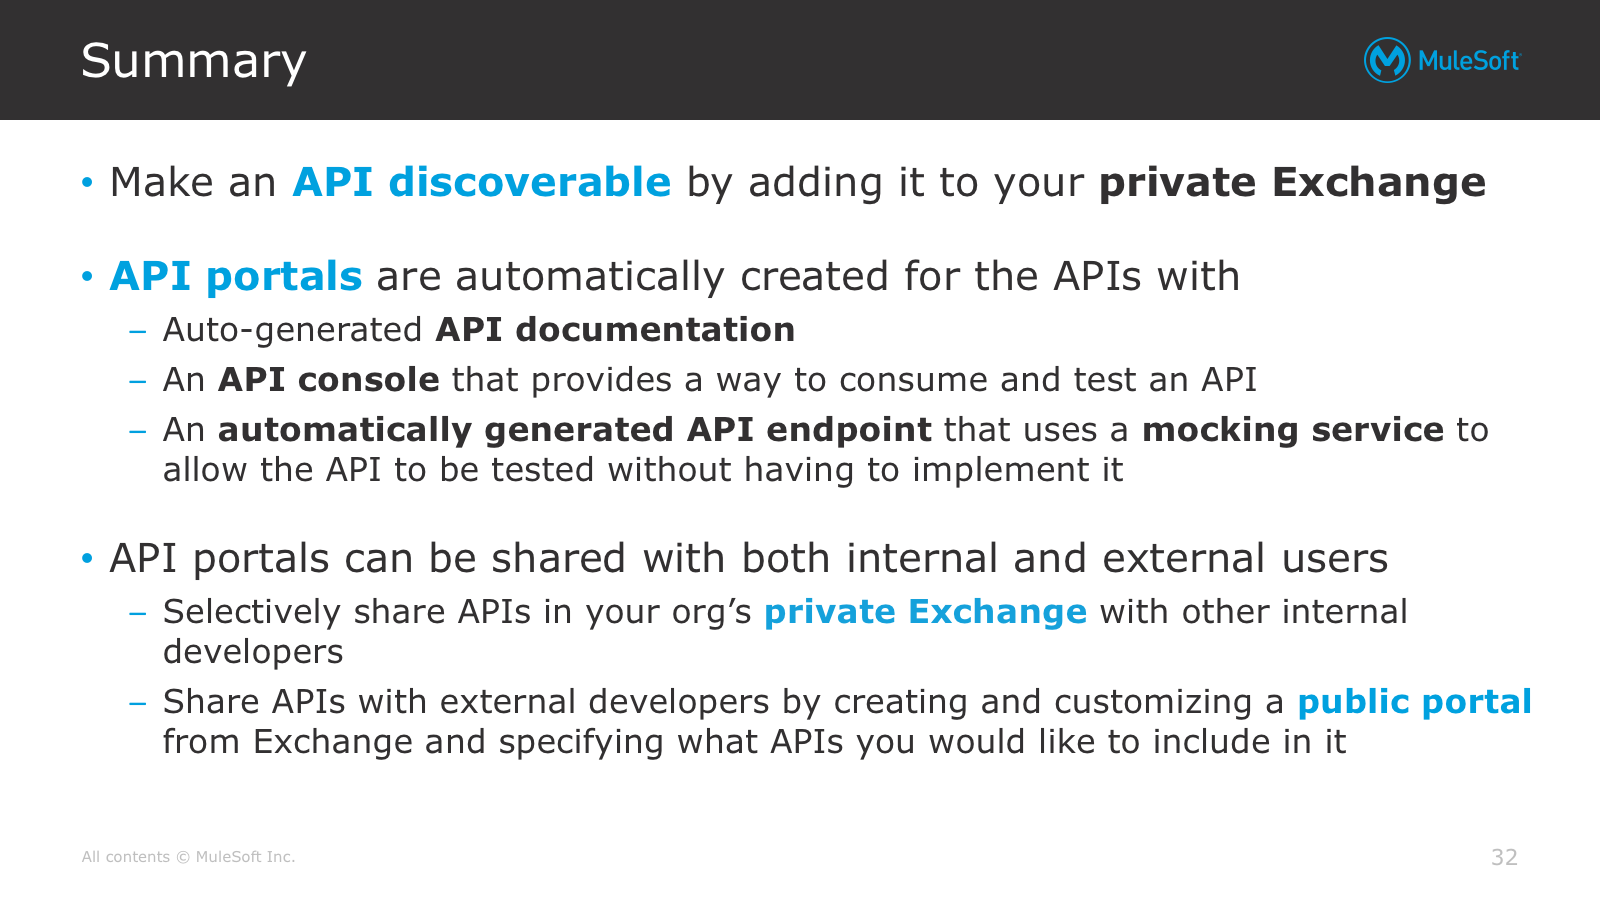 Summary
MuleSoft
• Make an API discoverable by adding it to your private Exchange
• API portals are automatically created for the APIs with
– Auto-generated API documentation
– An API console that provides a way to consume and test an API
– An automatically generated API endpoint that uses a mocking service to
allow the API to be tested without having to implement it
• API portals can be shared with both internal and external users
– Selectively share APIs in your org’s private Exchange with other internal
developers
– Share APIs with external developers by creating and customizing a public portal
from Exchange and specifying what APIs you would like to include in it
All contents © MuleSoft Inc.
32